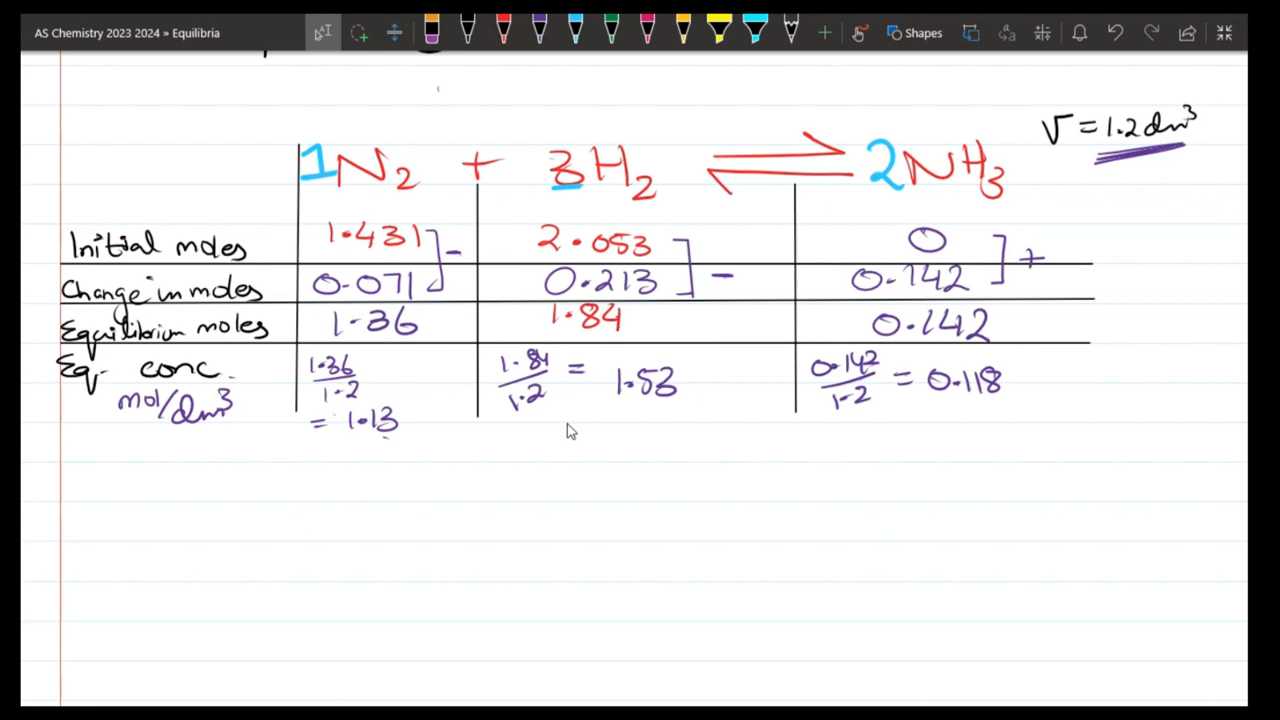 AS Chemistry 2023 2024 » Equilibria
Shapes
V = 1.2 dm³
1N₂ + 3H₂ ⇌ 2NH₃
Initial moles 1.431 − 2.053 0
Change in moles 0.071 0.213 − 0.142 +
Equilibrium moles 1.36 1.84 0.142
Eq. conc. 1.36/1.2 1.84/1.2 = 1.53 0.142/1.2 = 0.118
mol/dm³ = 1.13